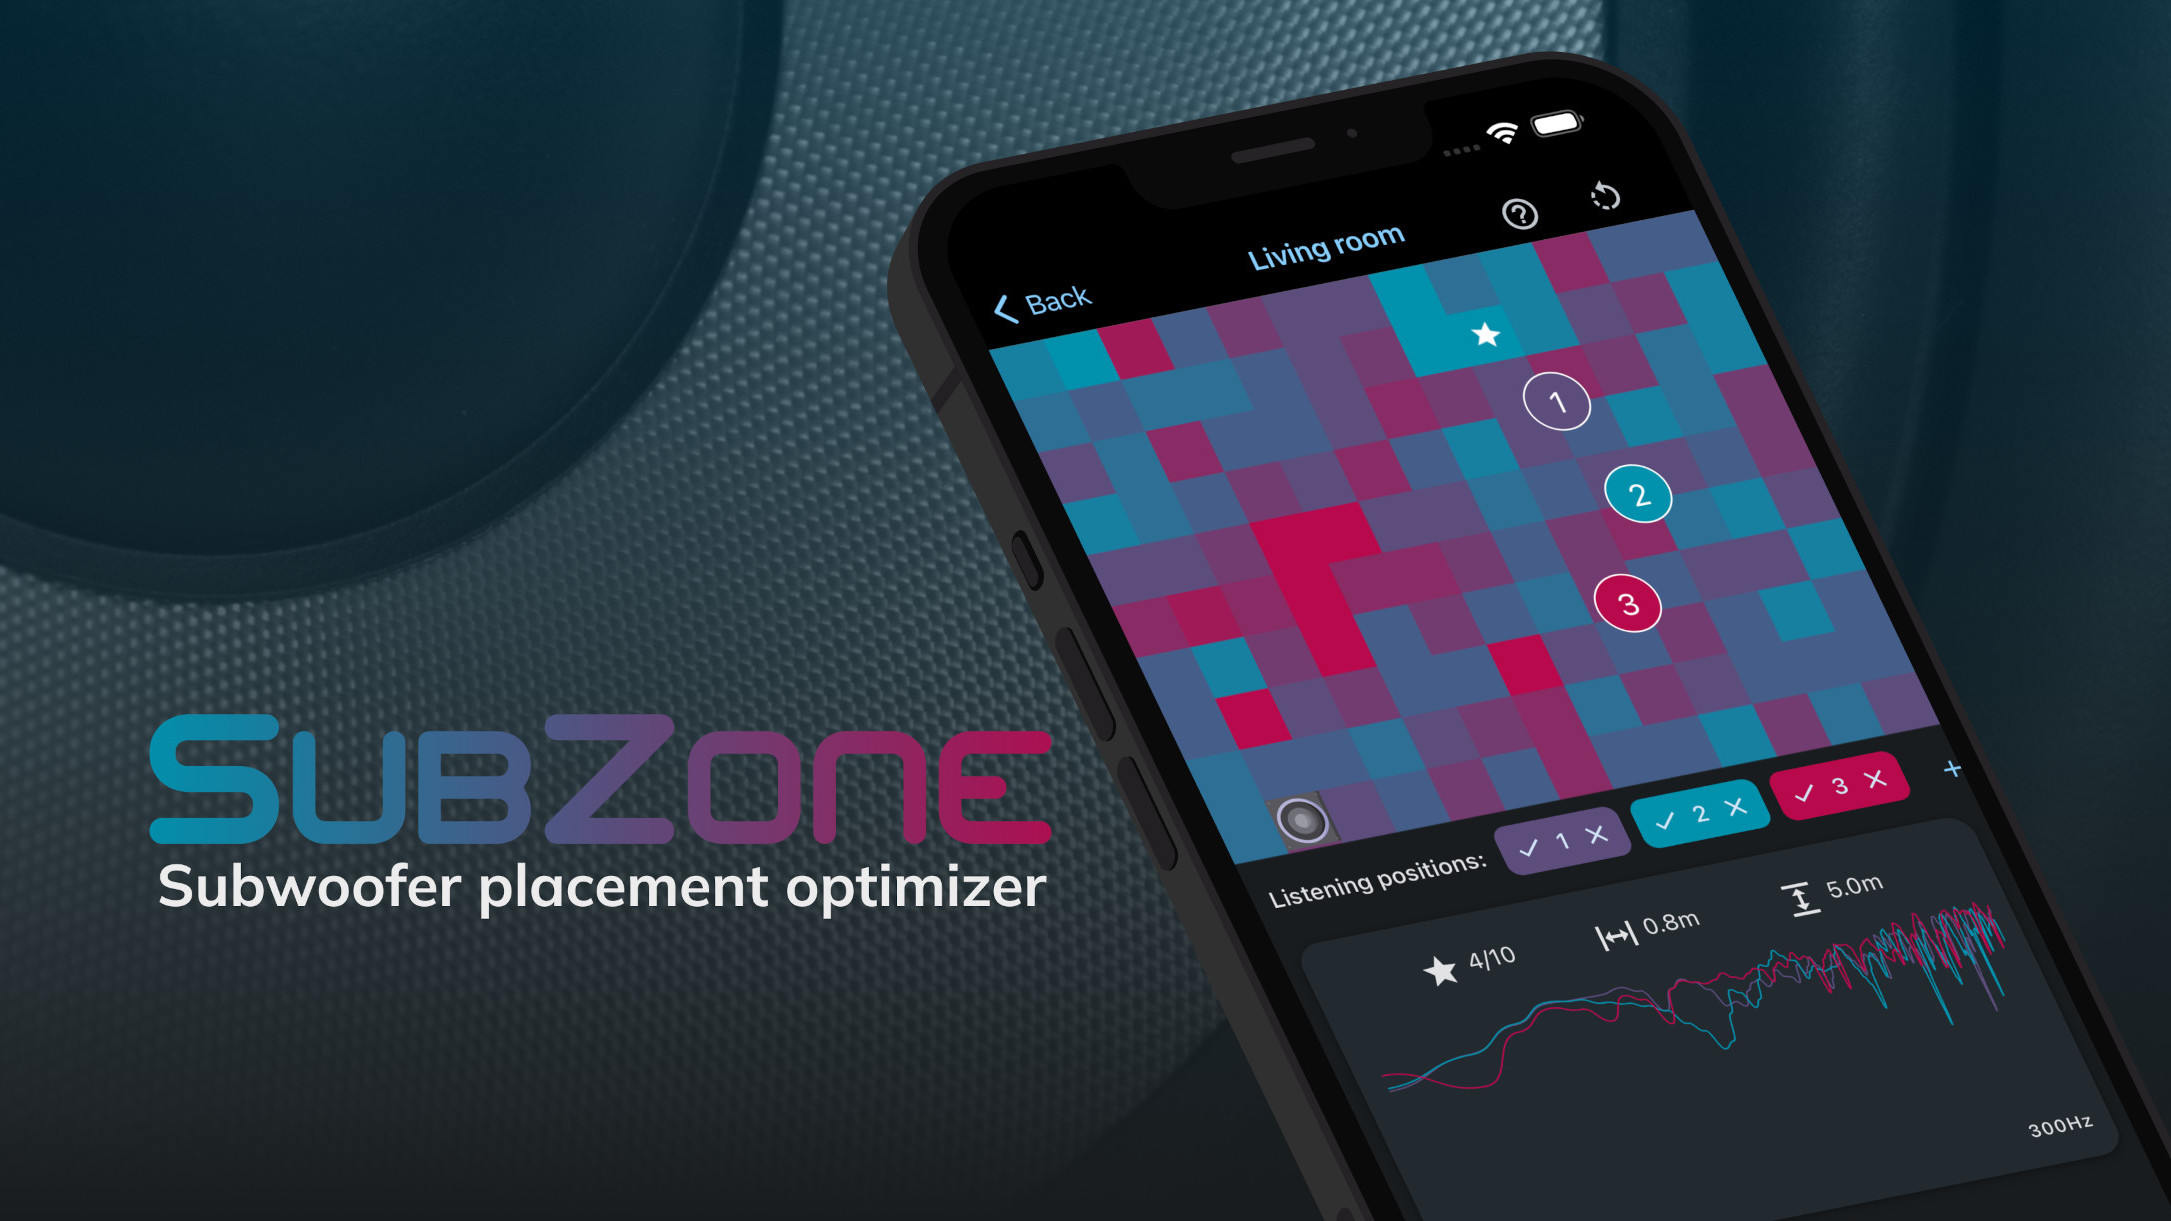 Living room
Back
1
2
3
SubZone
Subwoofer placement optimizer
Listening positions:
1
2
3
4/10
0.8m
5.0m
300Hz